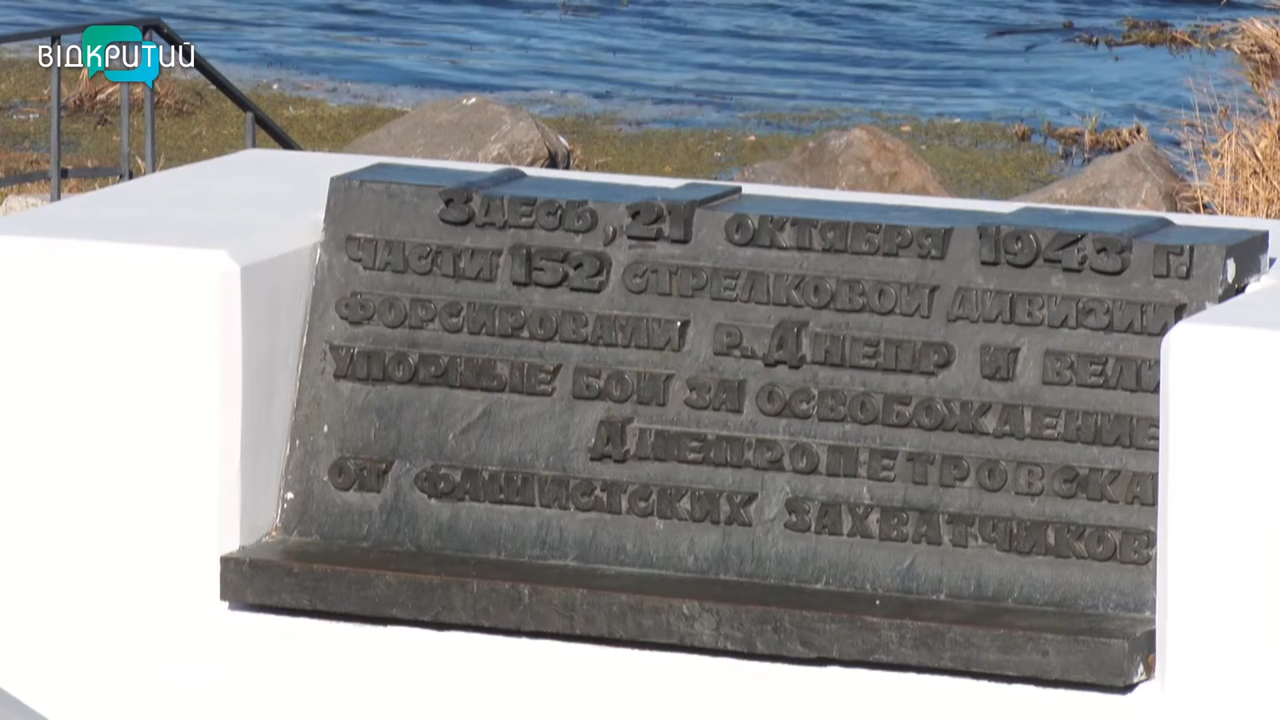 ВІДКРИТИЙ
Здесь, 21 октября 1943 г.
части 152 стрелковой дивизии
форсировали р. Днепр и вели
упорные бои за освобождение
Днепропетровска
от фашистских захватчиков